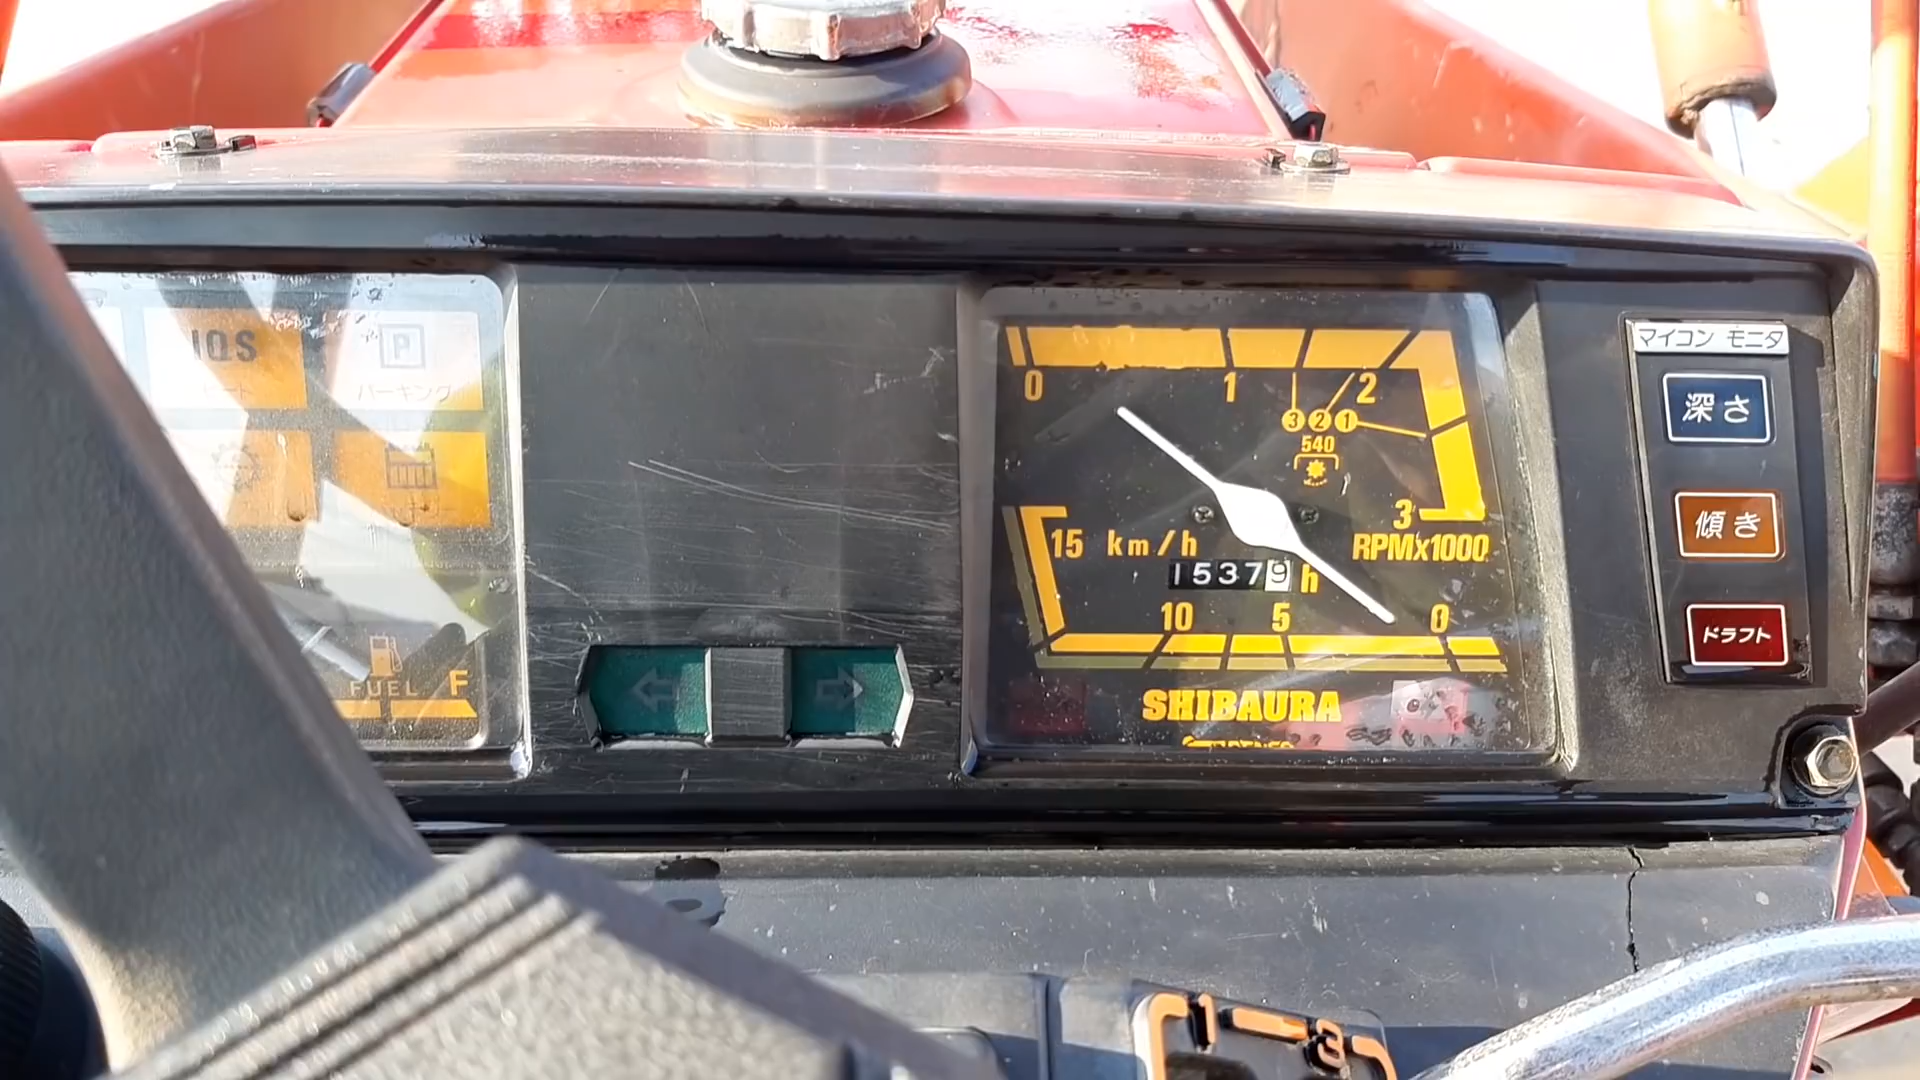 IQS
P
パーキング
FUEL F
0 1 2
3 2 1
540
3
RPMx1000
15 km/h
15379 h
10 5 0
SHIBAURA
マイコン モニタ
深さ
傾き
ドラフト
1 3